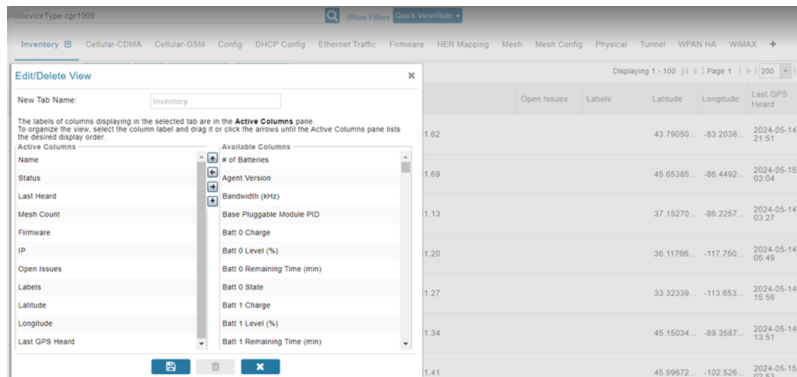 deviceType:cgr1000 Show Filters Quick View/Rule
Inventory Cellular-CDMA Cellular-GSM Config DHCP Config Ethernet Traffic Firmware HER Mapping Mesh Mesh Config Physical Tunnel WPAN HA WiMAX +
Edit/Delete View
Displaying 1 - 100 Page 1 200
New Tab Name: Inventory
Open Issues Labels Latitude Longitude Last GPS
Heard
The labels of columns displaying in the selected tab are in the Active Columns pane.
To organize the view, select the column label and drag it or click the arrows until the Active Columns pane lists
the desired display order.
Active Columns Available Columns
Name # of Batteries
1.62 43.79050... -83.2038... 2024-05-14
21:51
Status Agent Version
1.69 45.65385... -86.4492... 2024-05-15
03:04
Last Heard Bandwidth (kHz)
Mesh Count Base Pluggable Module PID
1.13 37.15270... -86.2257... 2024-05-14
03:27
Firmware Batt 0 Charge
IP Batt 0 Level (%)
1.20 36.11766... -117.750... 2024-05-14
05:49
Open Issues Batt 0 Remaining Time (min)
Labels Batt 0 State
1.27 33.32339... -113.653... 2024-05-14
15:56
Latitude Batt 1 Charge
Longitude Batt 1 Level (%)
1.34 45.15034... -89.3587... 2024-05-14
13:51
Last GPS Heard Batt 1 Remaining Time (min)
1.41 45.99672... -102.526... 2024-05-15